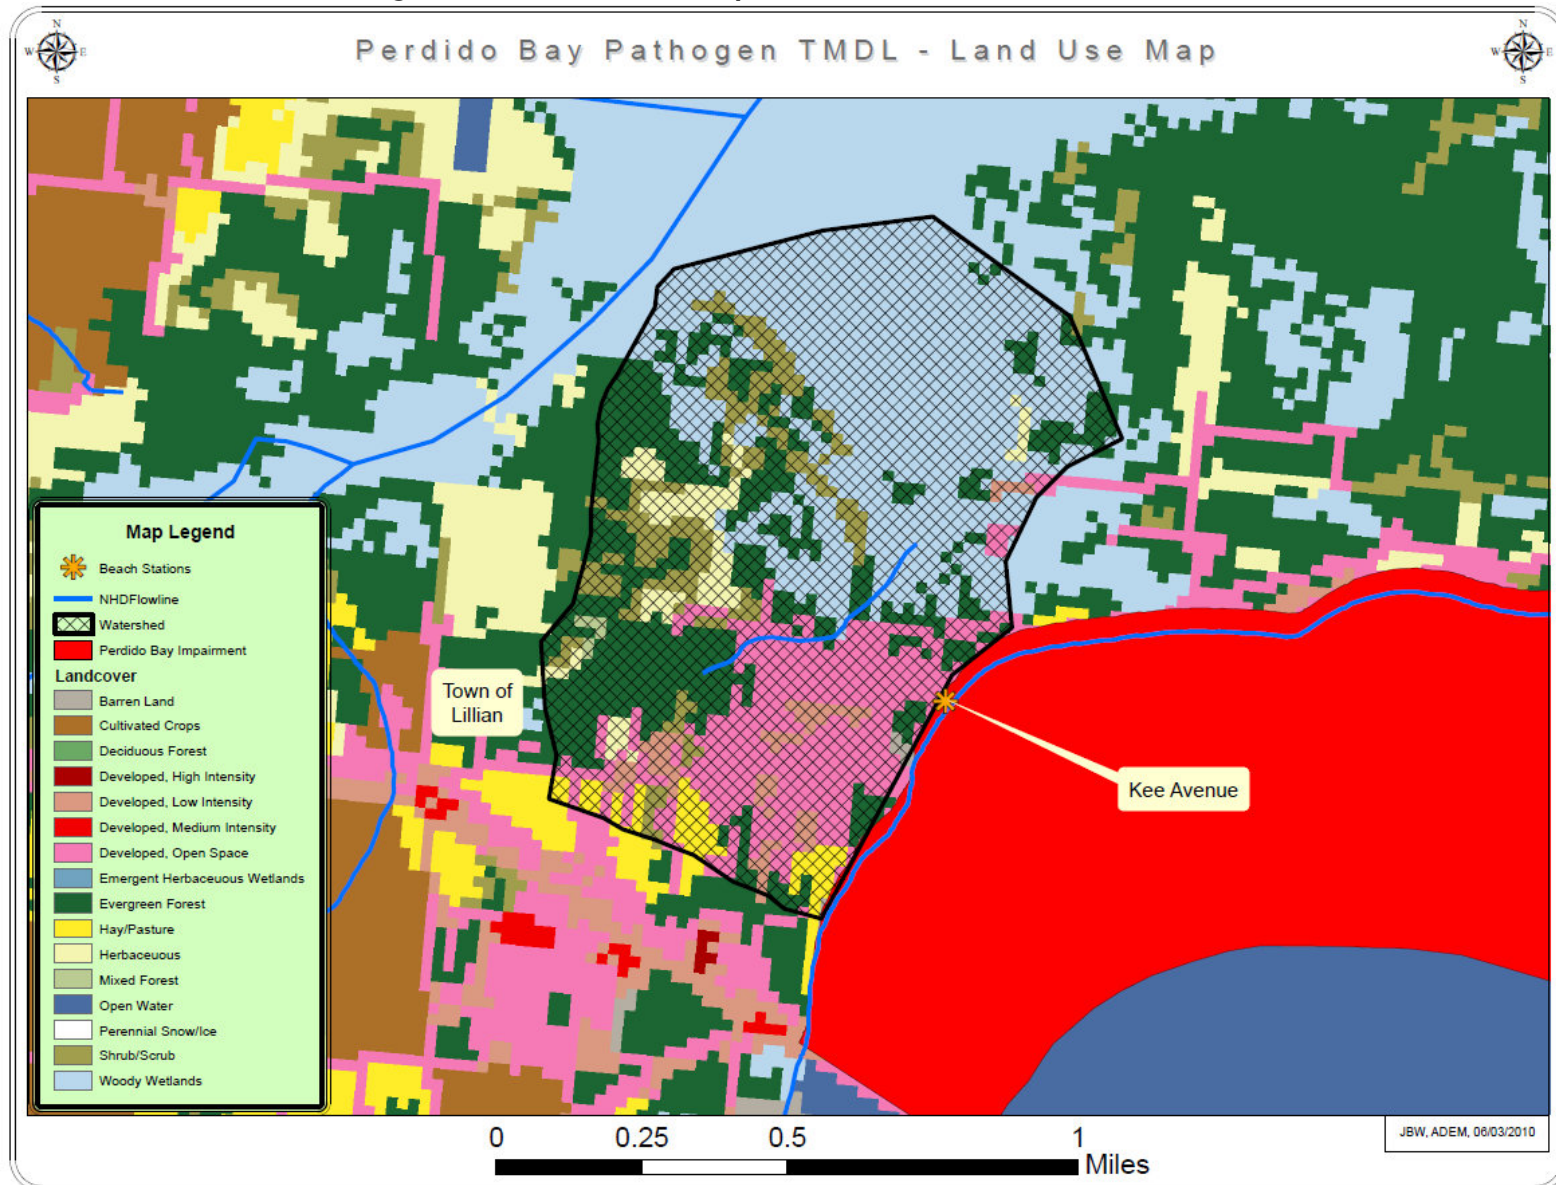 N
W E
S
Perdido Bay Pathogen TMDL - Land Use Map
N
W E
S
Map Legend
Beach Stations
NHDFlowline
Watershed
Perdido Bay Impairment
Landcover
Barren Land
Cultivated Crops
Deciduous Forest
Developed, High Intensity
Developed, Low Intensity
Developed, Medium Intensity
Developed, Open Space
Emergent Herbaceuous Wetlands
Evergreen Forest
Hay/Pasture
Herbaceuous
Mixed Forest
Open Water
Perennial Snow/Ice
Shrub/Scrub
Woody Wetlands
Town of
Lillian
Kee Avenue
0 0.25 0.5 1
Miles
JBW, ADEM, 06/03/2010